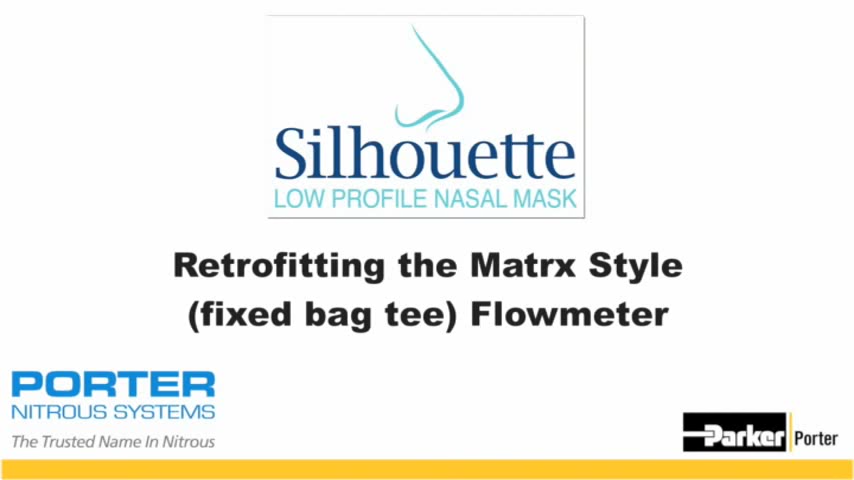 Silhouette
LOW PROFILE NASAL MASK
Retrofitting the Matrx Style
(fixed bag tee) Flowmeter
PORTER
NITROUS SYSTEMS
The Trusted Name In Nitrous
Parker Porter